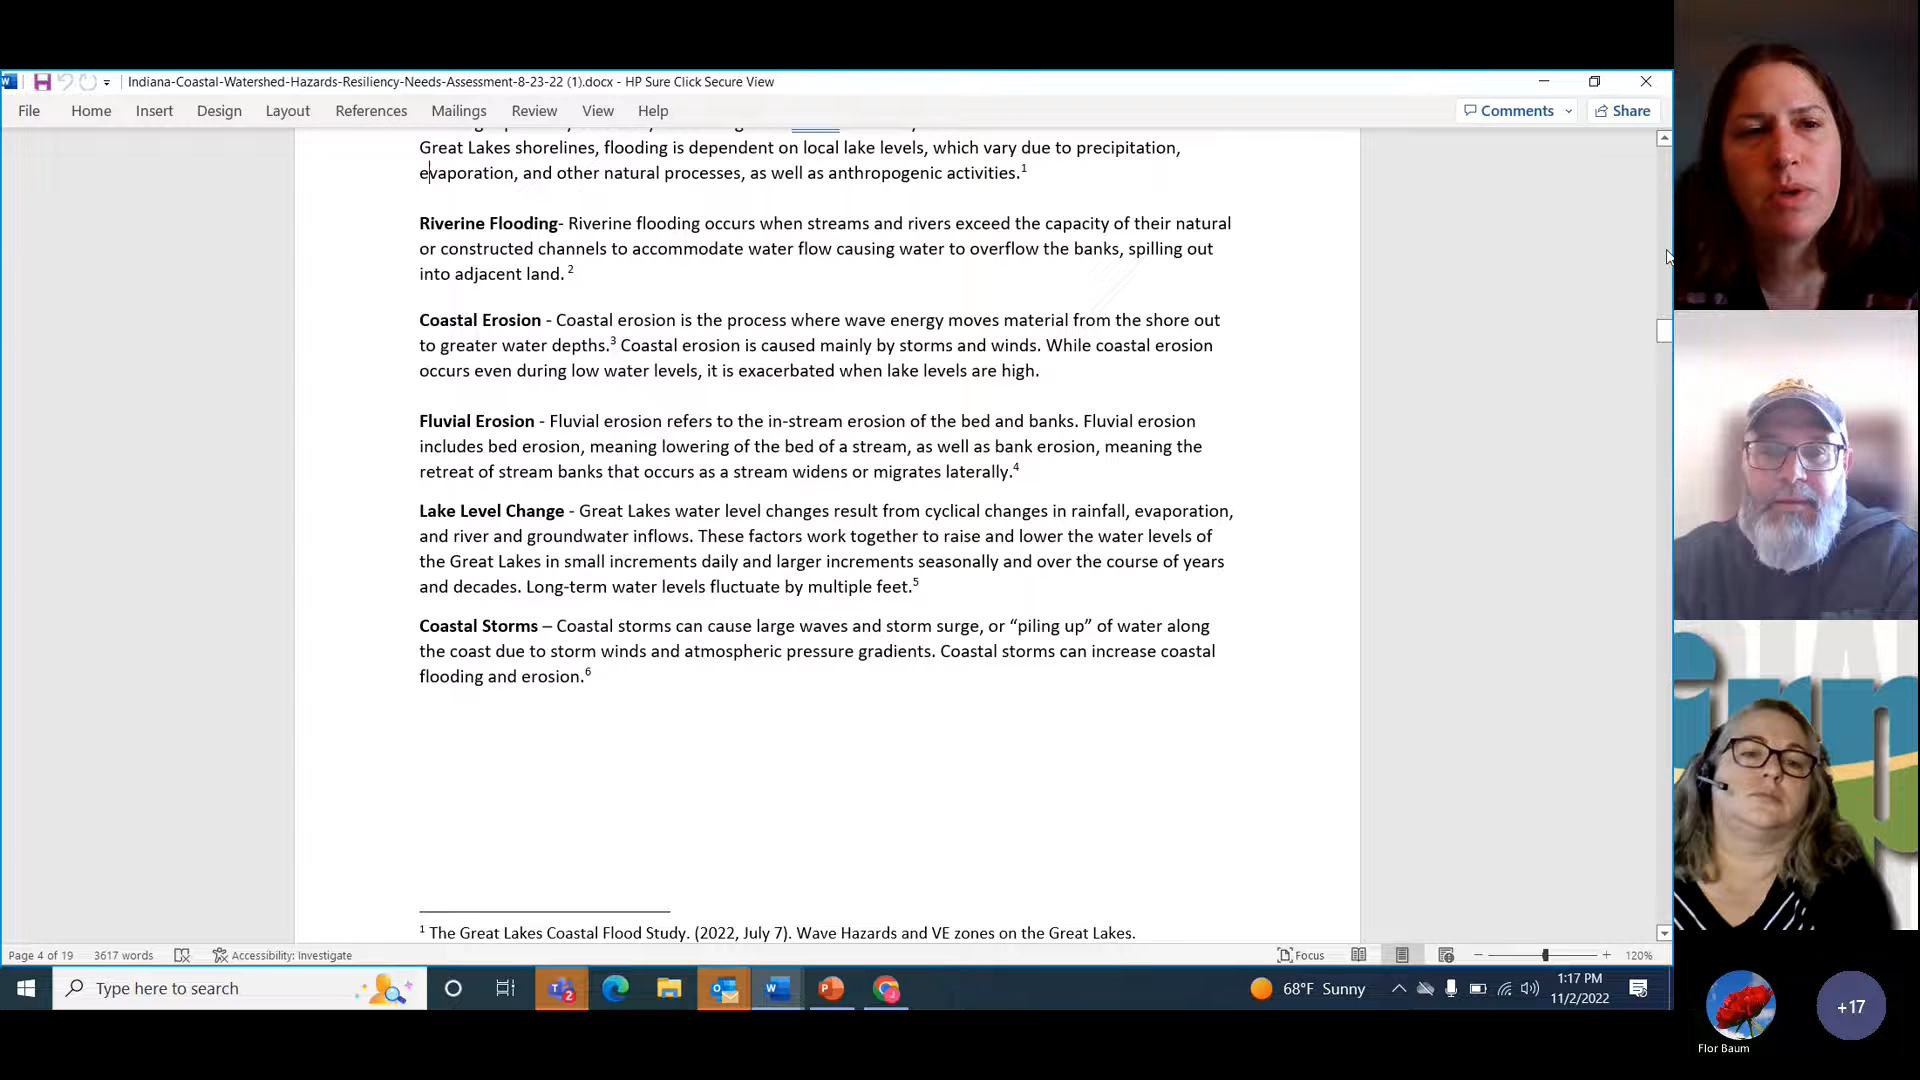 Indiana-Coastal-Watershed-Hazards-Resiliency-Needs-Assessment-8-23-22 (1).docx - HP Sure Click Secure View
File Home Insert Design Layout References Mailings Review View Help Comments Share
Great Lakes shorelines, flooding is dependent on local lake levels, which vary due to precipitation,
evaporation, and other natural processes, as well as anthropogenic activities.1
Riverine Flooding- Riverine flooding occurs when streams and rivers exceed the capacity of their natural
or constructed channels to accommodate water flow causing water to overflow the banks, spilling out
into adjacent land. 2
Coastal Erosion - Coastal erosion is the process where wave energy moves material from the shore out
to greater water depths.3 Coastal erosion is caused mainly by storms and winds. While coastal erosion
occurs even during low water levels, it is exacerbated when lake levels are high.
Fluvial Erosion - Fluvial erosion refers to the in-stream erosion of the bed and banks. Fluvial erosion
includes bed erosion, meaning lowering of the bed of a stream, as well as bank erosion, meaning the
retreat of stream banks that occurs as a stream widens or migrates laterally.4
Lake Level Change - Great Lakes water level changes result from cyclical changes in rainfall, evaporation,
and river and groundwater inflows. These factors work together to raise and lower the water levels of
the Great Lakes in small increments daily and larger increments seasonally and over the course of years
and decades. Long-term water levels fluctuate by multiple feet.5
Coastal Storms – Coastal storms can cause large waves and storm surge, or “piling up” of water along
the coast due to storm winds and atmospheric pressure gradients. Coastal storms can increase coastal
flooding and erosion.6
1 The Great Lakes Coastal Flood Study. (2022, July 7). Wave Hazards and VE zones on the Great Lakes.
Page 4 of 19 3617 words Accessibility: Investigate Focus 120%
Type here to search
2
68°F Sunny
1:17 PM
11/2/2022
+17
Flor Baum